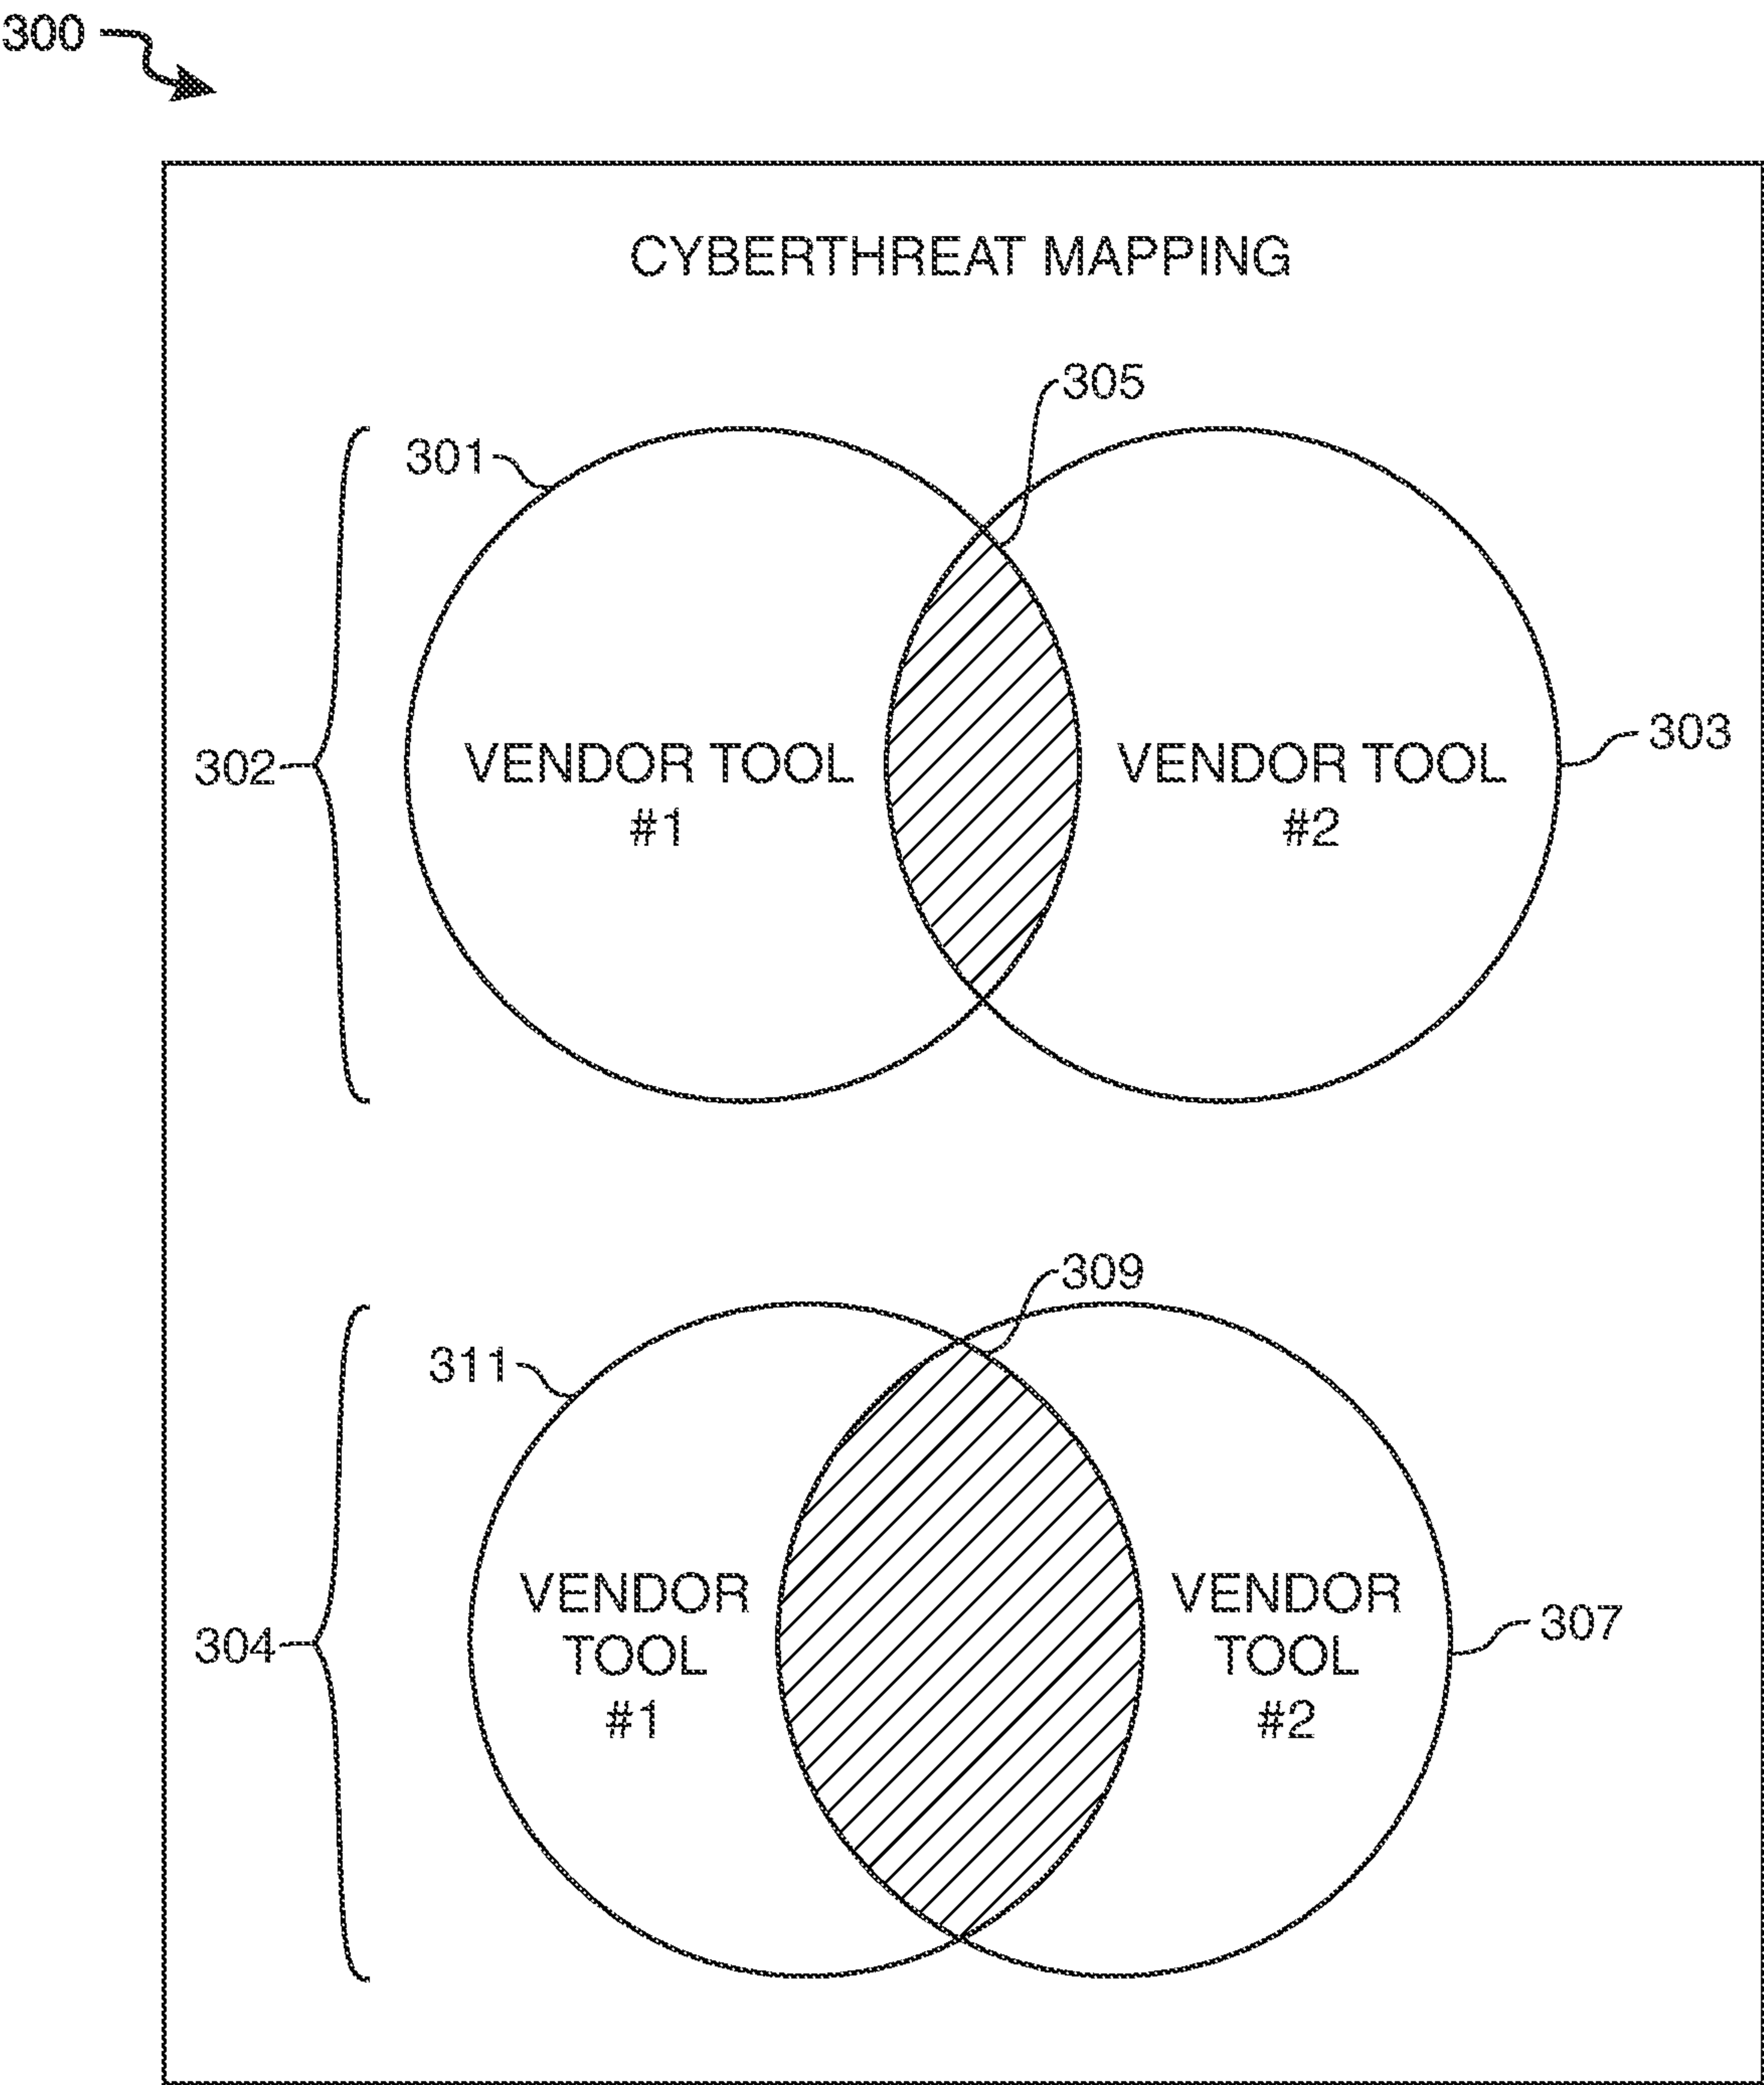 300
CYBERTHREAT MAPPING
305
301
302
VENDOR TOOL
#1
VENDOR TOOL
#2
303
309
311
304
VENDOR
TOOL
#1
VENDOR
TOOL
#2
307